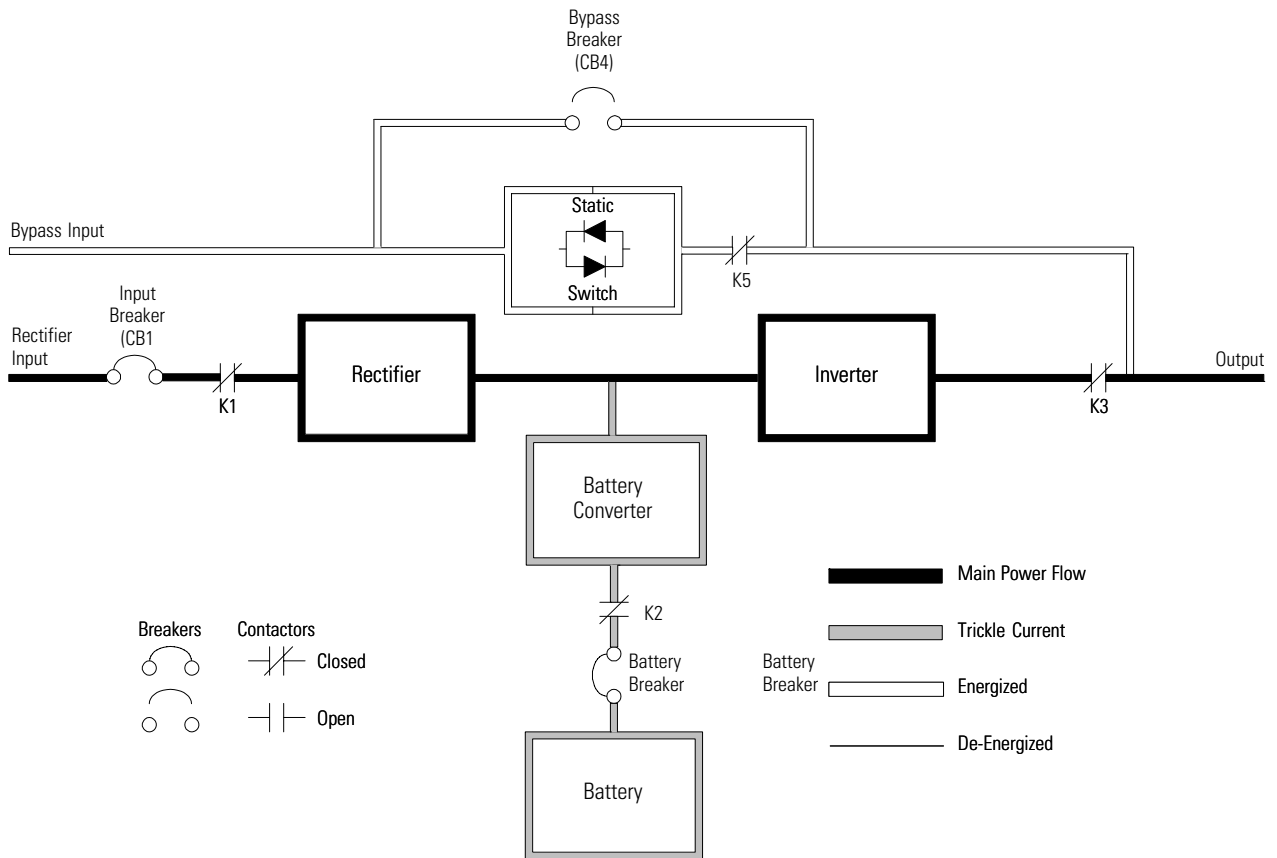 Bypass
Breaker
(CB4)
Static
Switch
Bypass Input
K5
Input
Breaker
(CB1
Rectifier
Input
K1
Rectifier
Inverter
K3
Output
Battery
Converter
K2
Battery
Breaker
Battery
Breakers
Contactors
Closed
Open
Battery
Breaker
Main Power Flow
Trickle Current
Energized
De-Energized